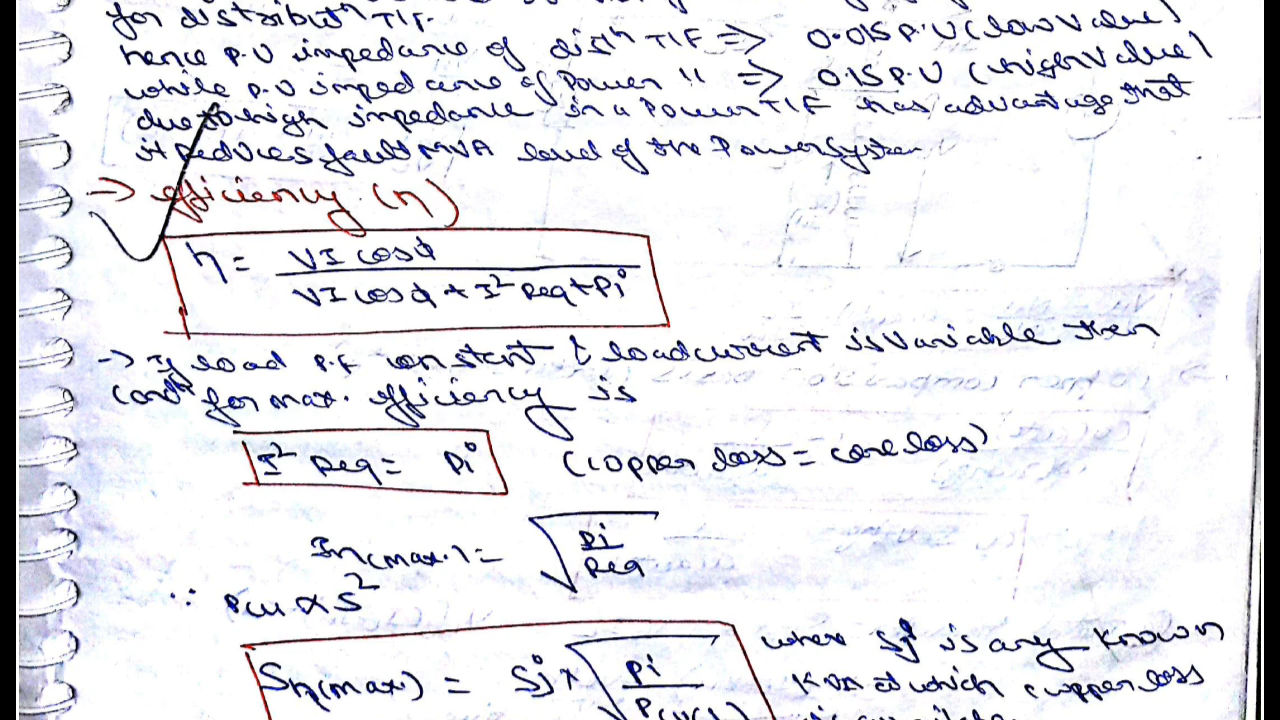 for distributⁿ T/F.
hence P.U impedance of distⁿ T/F => 0.015 P.U (low Value)
while P.U impedance of Power " => 0.15 P.U (high Value)
due to high impedance in a Power T/F has advantage that
it reduces fault MVA level of the Power System
→ efficiency (η)
η = VI cosϕ / VI cosϕ + I² Req + Pi
→ If load P.f constant & load current is Variable then
condⁿ for max. efficiency is
I² Req = Pi (copper loss = core loss)
Iη(max.) = √(Pi / Req)
∵ Pcu ∝ S²
Sη(max) = Sj × √(Pi / Pcu(j)) where Sj is any known
KVA at which copper loss